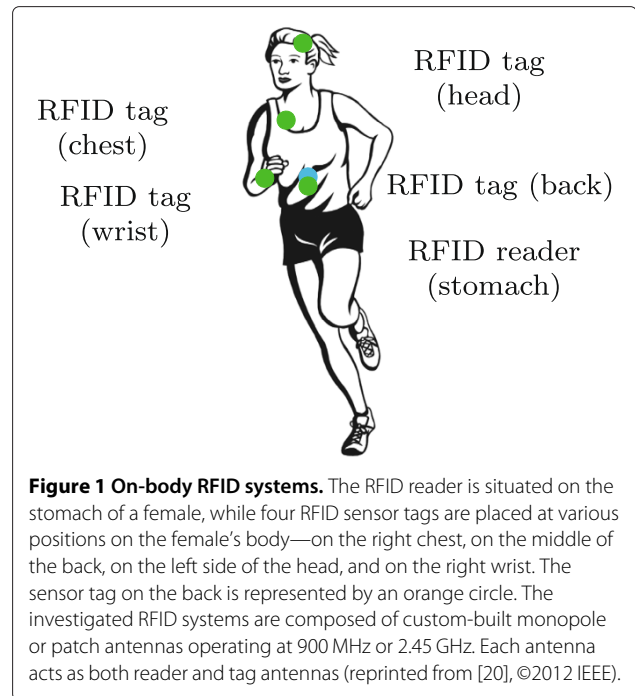 RFID tag
(head)
RFID tag
(chest)
RFID tag (back)
RFID tag
(wrist)
RFID reader
(stomach)
Figure 1 On-body RFID systems. The RFID reader is situated on the
stomach of a female, while four RFID sensor tags are placed at various
positions on the female's body—on the right chest, on the middle of
the back, on the left side of the head, and on the right wrist. The
sensor tag on the back is represented by an orange circle. The
investigated RFID systems are composed of custom-built monopole
or patch antennas operating at 900 MHz or 2.45 GHz. Each antenna
acts as both reader and tag antennas (reprinted from [20], ©2012 IEEE).